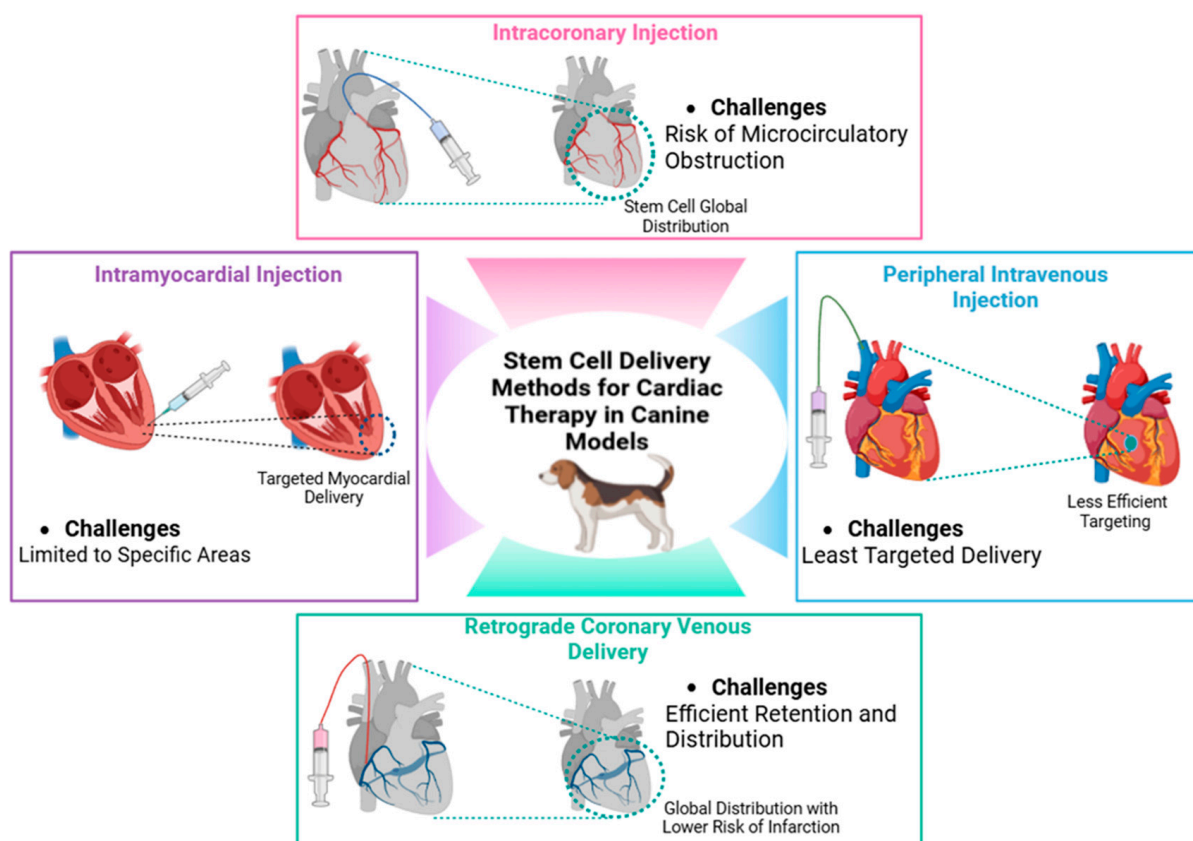 Intracoronary Injection
• Challenges
Risk of Microcirculatory
Obstruction
Stem Cell Global
Distribution
Intramyocardial Injection
Targeted Myocardial
Delivery
• Challenges
Limited to Specific Areas
Stem Cell Delivery
Methods for Cardiac
Therapy in Canine
Models
Peripheral Intravenous
Injection
Less Efficient
Targeting
• Challenges
Least Targeted Delivery
Retrograde Coronary Venous
Delivery
• Challenges
Efficient Retention and
Distribution
Global Distribution with
Lower Risk of Infarction